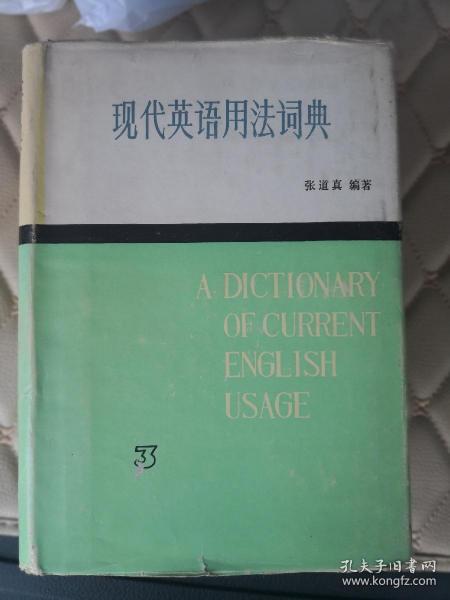 现代英语用法词典
张道真 编著
A DICTIONARY
OF CURRENT
ENGLISH
USAGE
3
孔夫子旧书网
www.kongfz.com